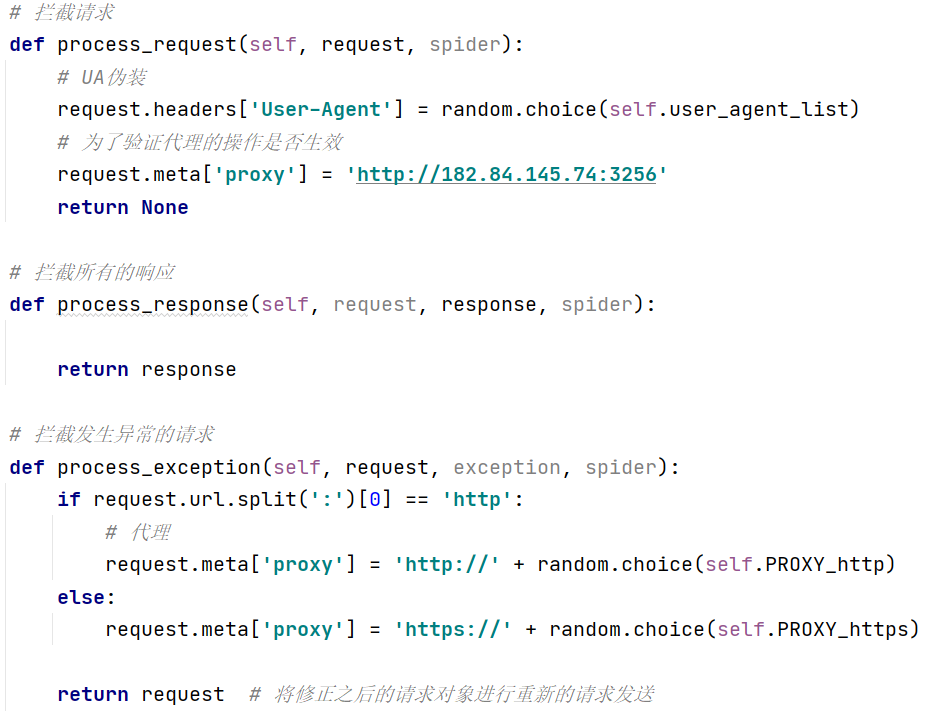 # 拦截请求
def process_request(self, request, spider):
    # UA伪装
    request.headers['User-Agent'] = random.choice(self.user_agent_list)
    # 为了验证代理的操作是否生效
    request.meta['proxy'] = 'http://182.84.145.74:3256'
    return None
# 拦截所有的响应
def process_response(self, request, response, spider):
    return response
# 拦截发生异常的请求
def process_exception(self, request, exception, spider):
    if request.url.split(':')[0] == 'http':
        # 代理
        request.meta['proxy'] = 'http://' + random.choice(self.PROXY_http)
    else:
        request.meta['proxy'] = 'https://' + random.choice(self.PROXY_https)
    return request  # 将修正之后的请求对象进行重新的请求发送